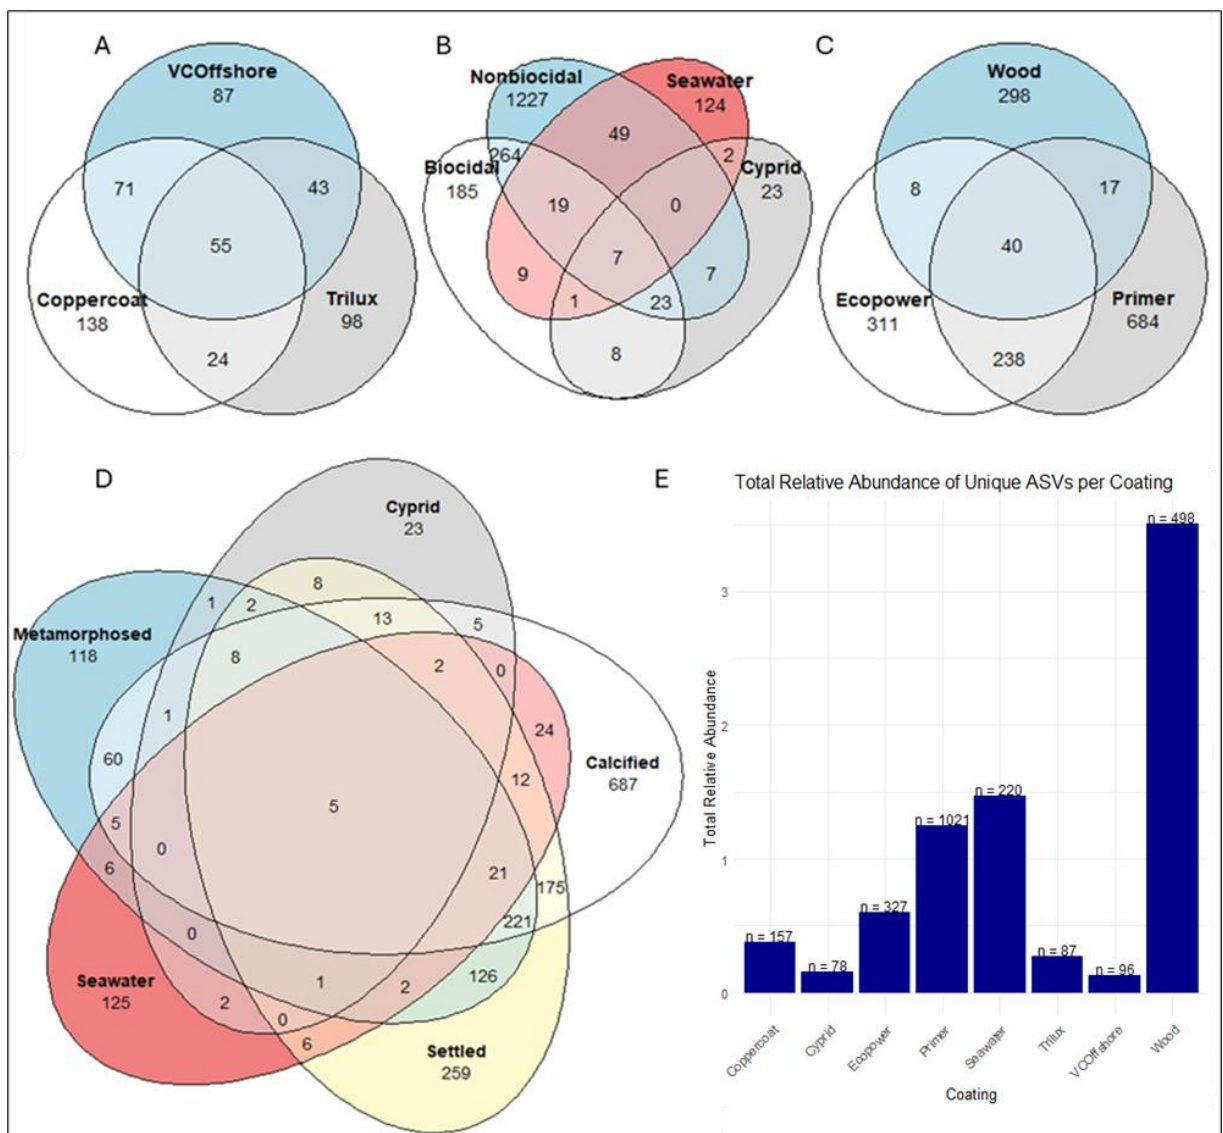 A
VCOffshore
87
71
43
55
Coppercoat
138
Trilux
98
24
B
Nonbiocidal
1227
Seawater
124
49
264
2
Biocidal
185
Cyprid
23
19
0
7
9
7
1
23
8
C
Wood
298
8
17
40
Ecopower
311
Primer
684
238
D
Cyprid
23
8
1
2
13
5
Metamorphosed
118
8
2
0
1
24
60
12
Calcified
687
5
5
0
6
21
175
221
0
126
Seawater
125
1
2
2
0
6
Settled
259
E
Total Relative Abundance of Unique ASVs per Coating
Total Relative Abundance
3
2
1
0
n = 157
n = 78
n = 327
n = 1021
n = 220
n = 87
n = 96
n = 498
Coppercoat
Cyprid
Ecopower
Primer
Seawater
Trilux
VCOffshore
Wood
Coating